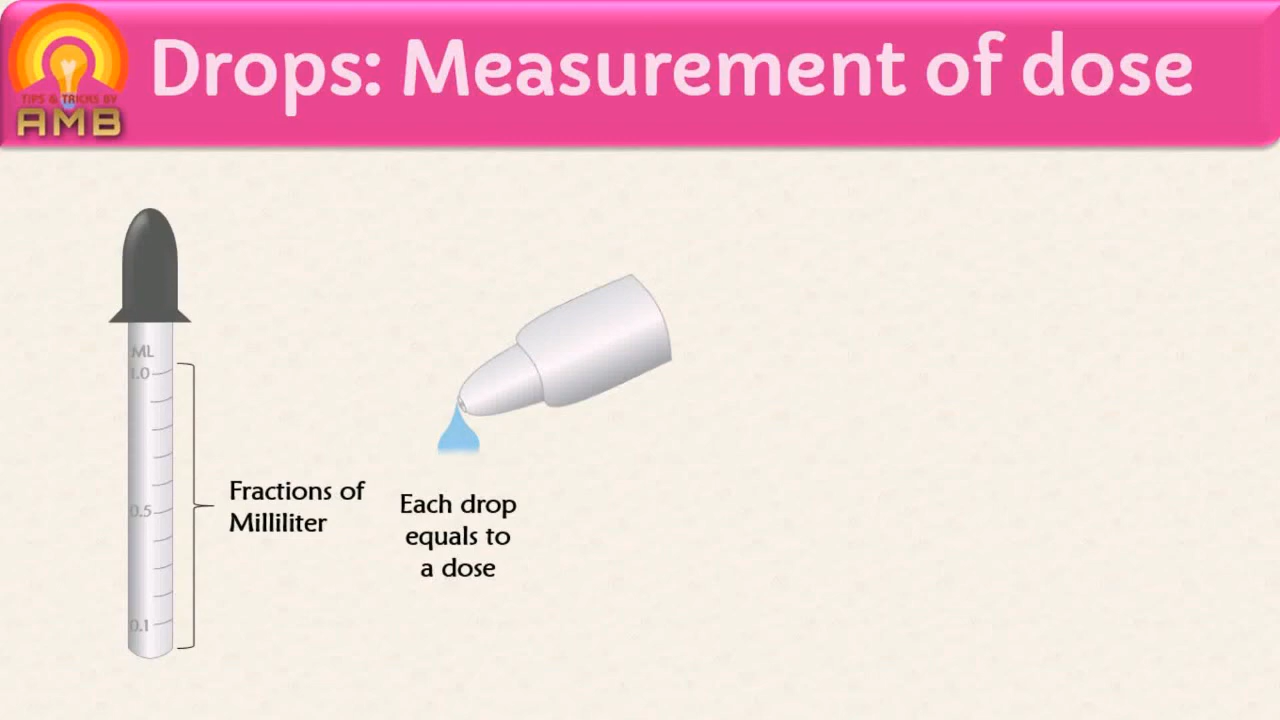 Drops: Measurement of dose
TIPS & TRICKS BY
AMB
ML
1.0
0.5
0.1
Fractions of
Milliliter
Each drop
equals to
a dose